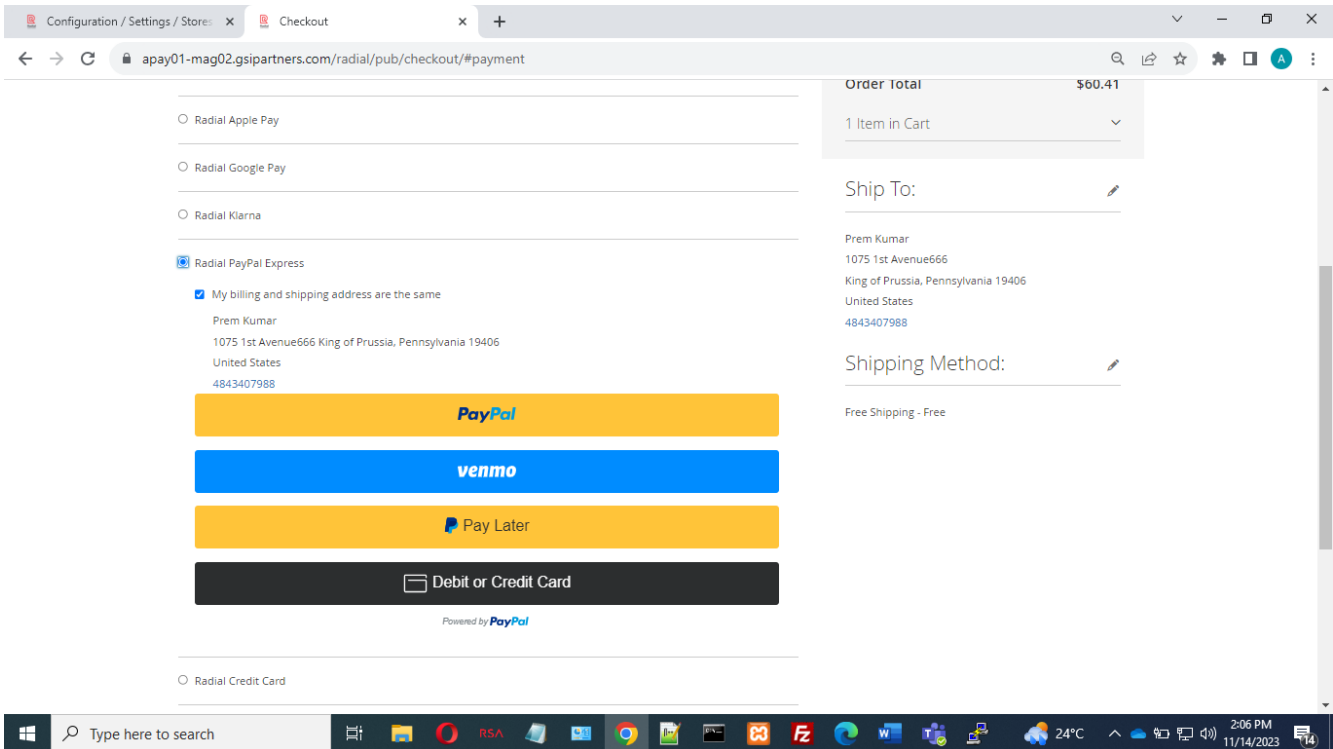 Configuration / Settings / Stores
Checkout
apay01-mag02.gsipartners.com/radial/pub/checkout/#payment
A
Order Total $60.41
1 Item in Cart
Radial Apple Pay
Radial Google Pay
Radial Klarna
Radial PayPal Express
My billing and shipping address are the same
Prem Kumar
1075 1st Avenue666 King of Prussia, Pennsylvania 19406
United States
4843407988
PayPal
venmo
Pay Later
Debit or Credit Card
Powered by PayPal
Radial Credit Card
Ship To:
Prem Kumar
1075 1st Avenue666
King of Prussia, Pennsylvania 19406
United States
4843407988
Shipping Method:
Free Shipping - Free
Type here to search
RSA
24°C
2:06 PM
11/14/2023
14